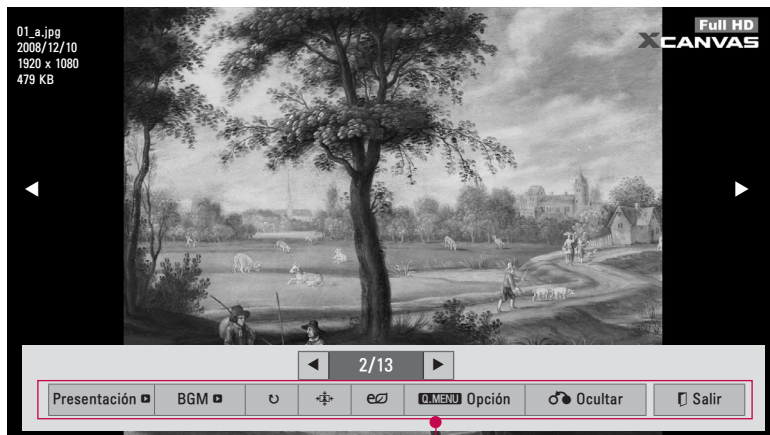 01_a.jpg
2008/12/10
1920 x 1080
479 KB
Full HD
XCANVAS
2/13
Presentación
BGM
Q.MENU Opción
Ocultar
Salir